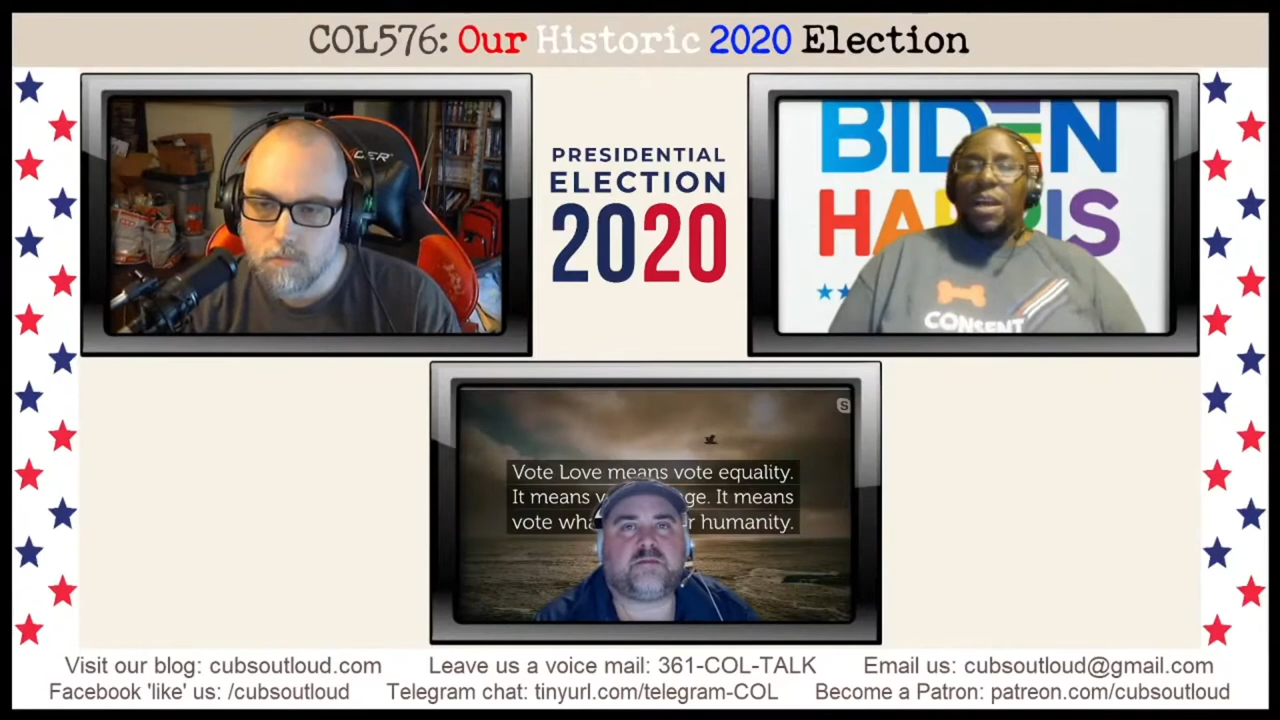 COL576: Our Historic 2020 Election
PRESIDENTIAL
ELECTION
2020
BIDEN
HARRIS
CONSENT
S
Vote Love means vote equality.
It means ge. It means
vote humanity.
Visit our blog: cubsoutloud.com Leave us a voice mail: 361-COL-TALK Email us: cubsoutloud@gmail.com
Facebook 'like' us: /cubsoutloud Telegram chat: tinyurl.com/telegram-COL Become a Patron: patreon.com/cubsoutloud